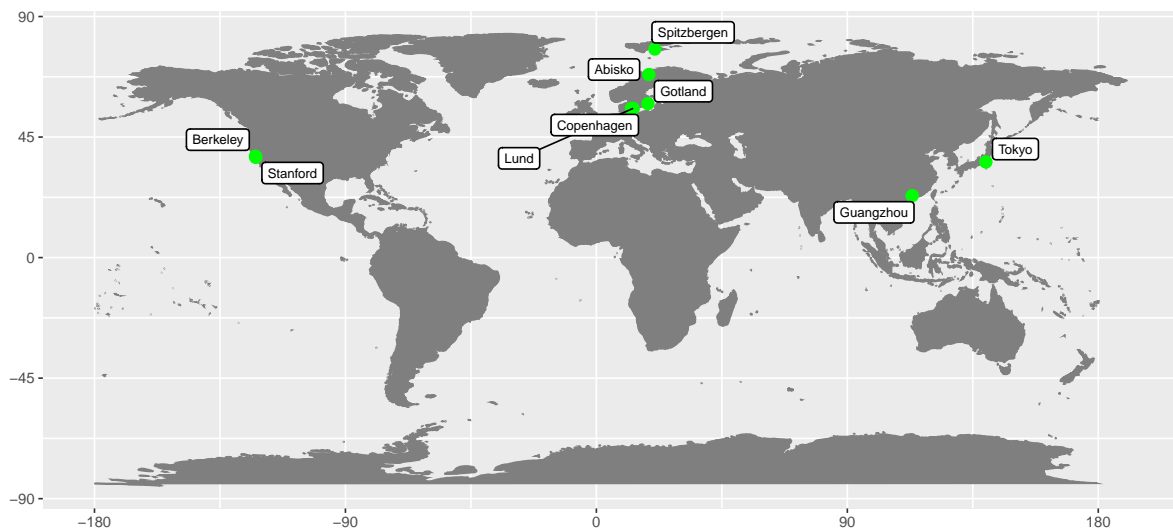 90
Spitzbergen
Abisko
Gotland
Copenhagen
45
Berkeley
Tokyo
Lund
Stanford
Guangzhou
0
−45
−90
−180
−90
0
90
180